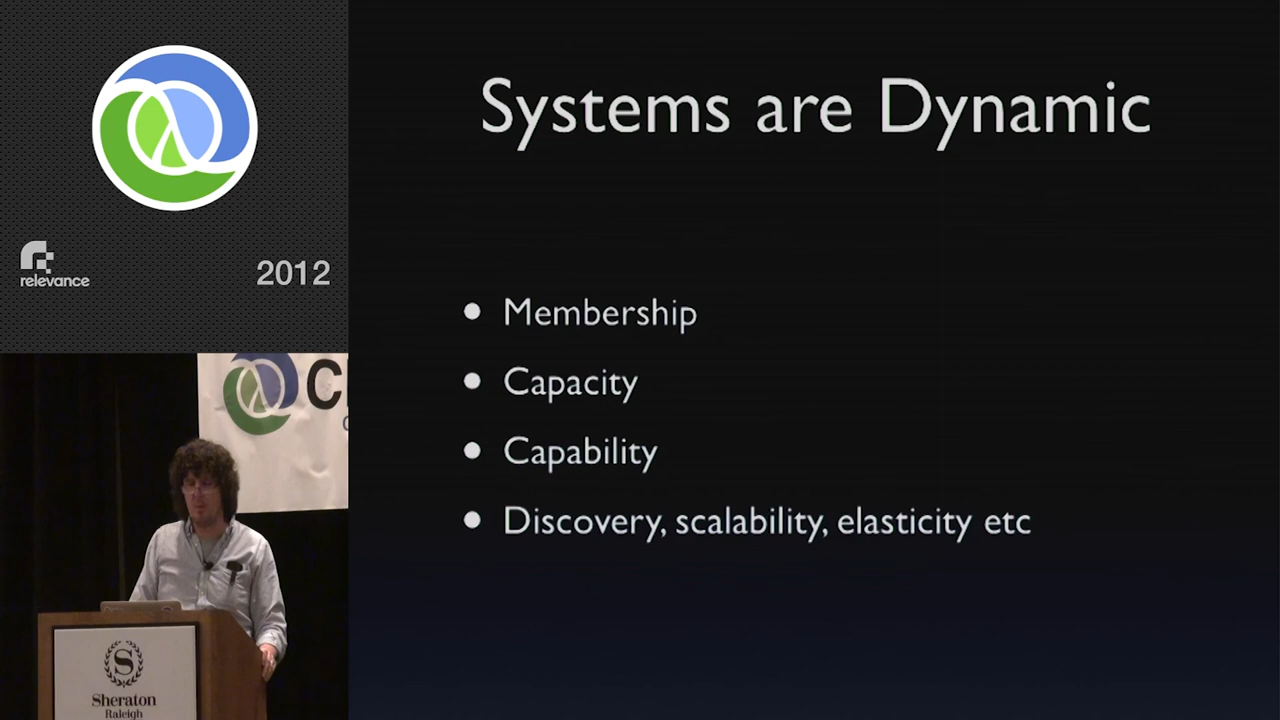 relevance
2012
Systems are Dynamic
Membership
Capacity
Capability
Discovery, scalability, elasticity etc
S
Sheraton
Raleigh